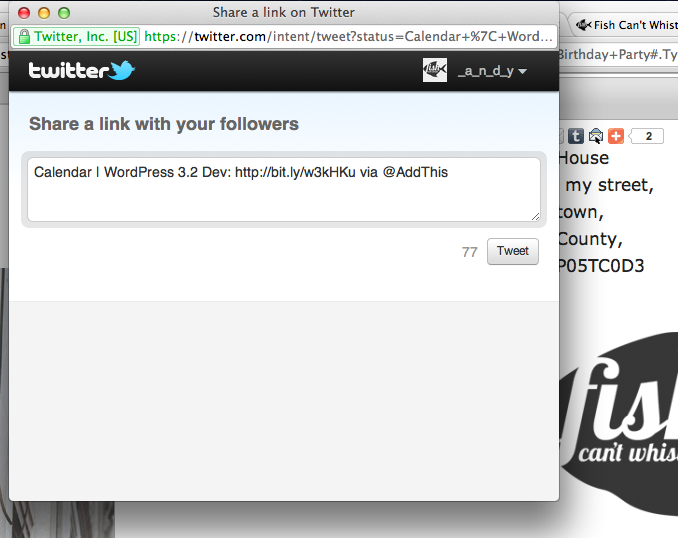 Share a link on Twitter
Twitter, Inc. [US] https://twitter.com/intent/tweet?status=Calendar+%7C+Word...
Fish Can't Whist
Birthday+Party#.Ty
twitter
fish
_a_n_d_y
Share a link with your followers
Calendar | WordPress 3.2 Dev: http://bit.ly/w3kHKu via @AddThis
77 Tweet
t 2
House
my street,
town,
County,
P05TC0D3
fish
can't whis